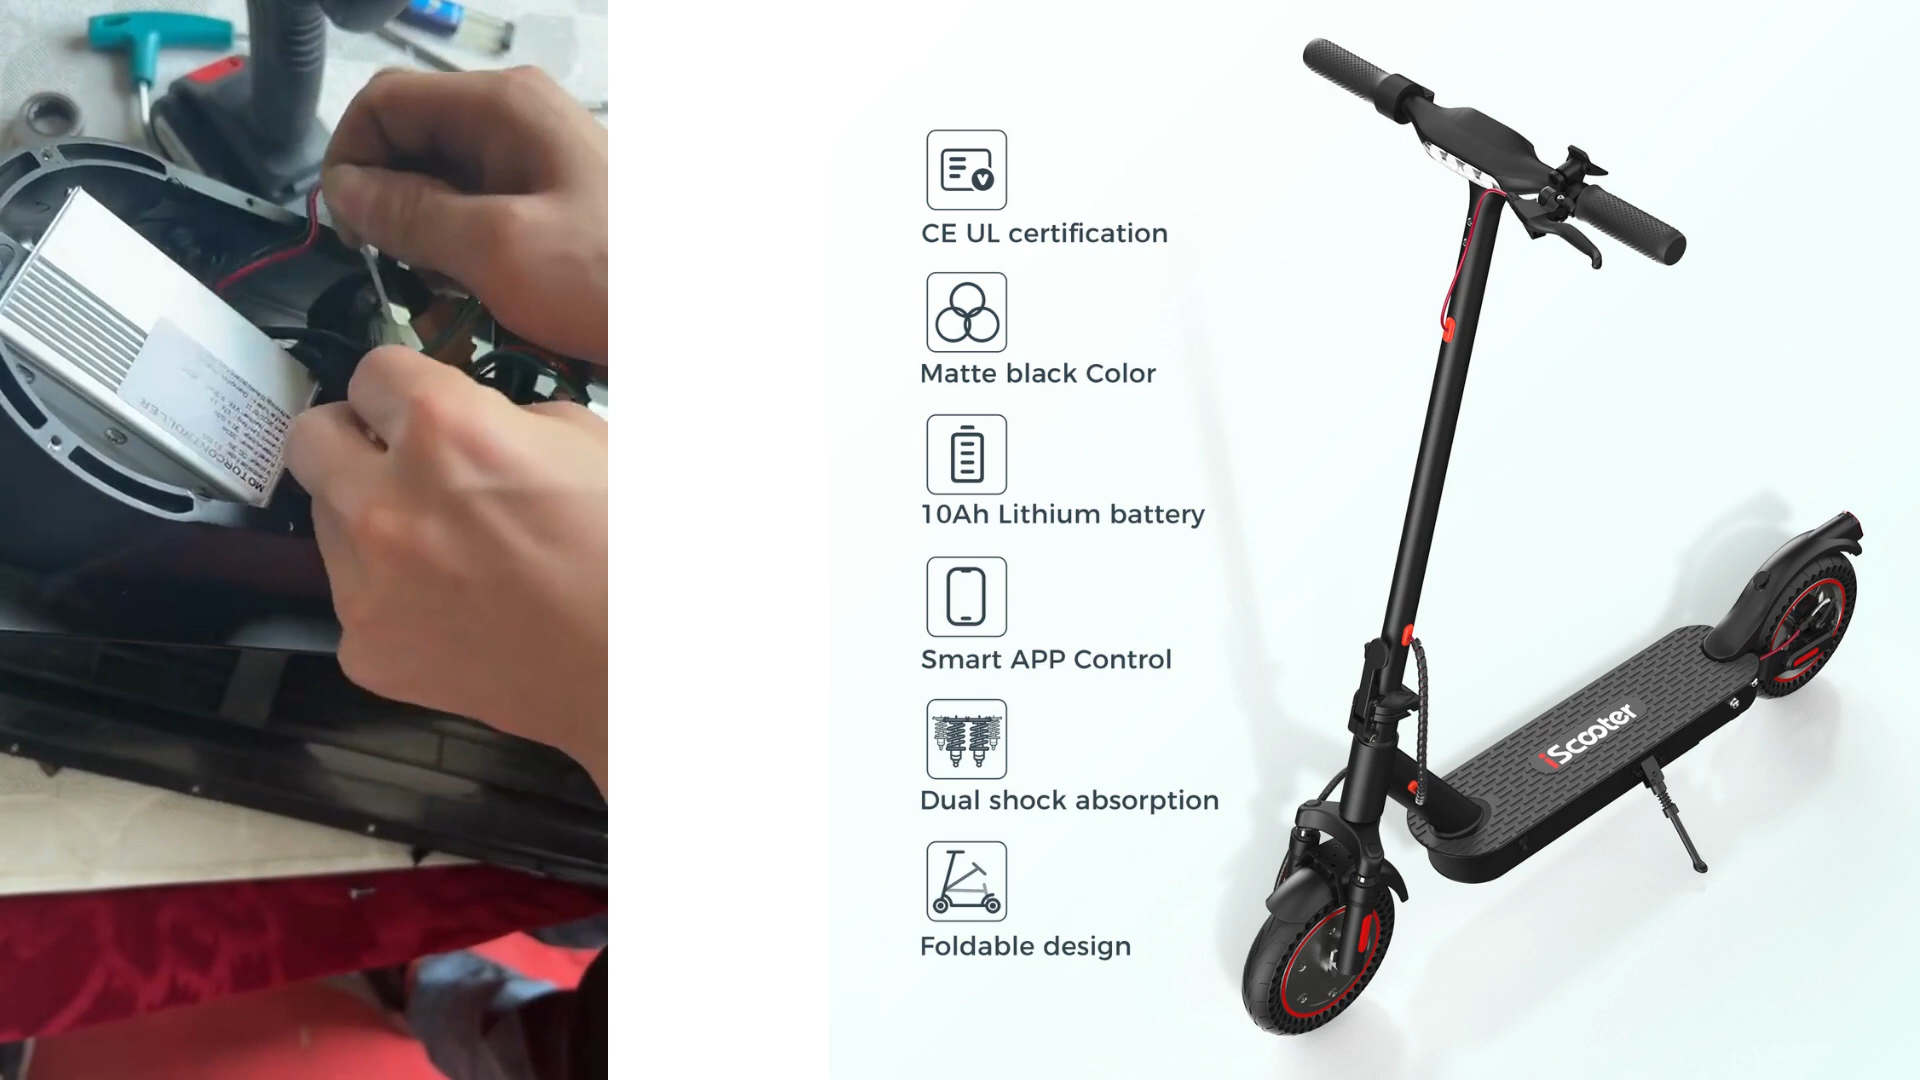 MOTORCONTROLLER
CE UL certification
Matte black Color
10Ah Lithium battery
Smart APP Control
Dual shock absorption
Foldable design
iScooter